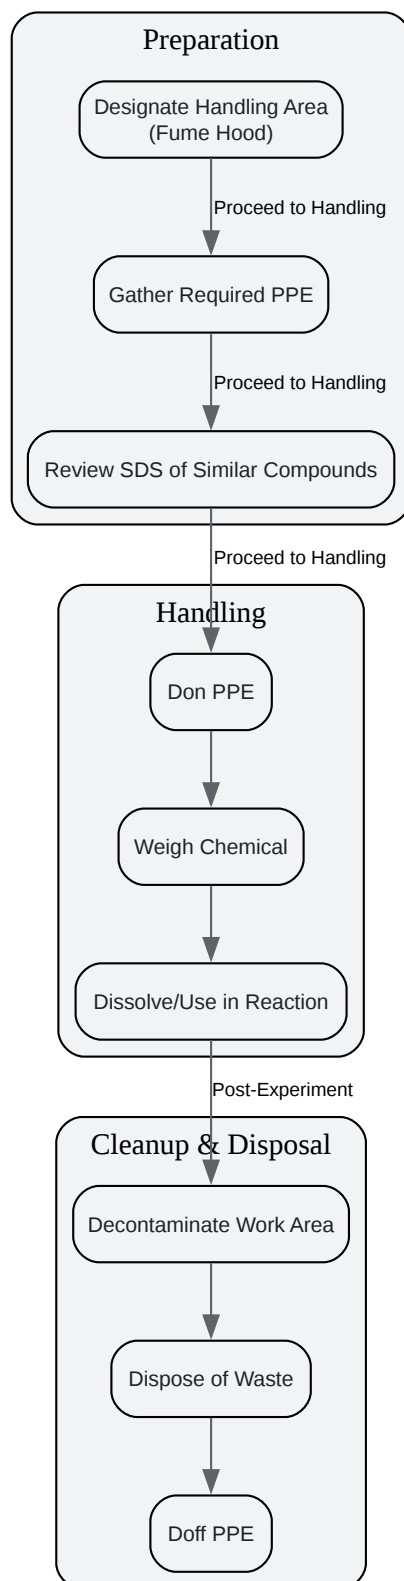 Preparation
Designate Handling Area
(Fume Hood)
Proceed to Handling
Gather Required PPE
Proceed to Handling
Review SDS of Similar Compounds
Proceed to Handling
Handling
Don PPE
Weigh Chemical
Dissolve/Use in Reaction
Post-Experiment
Cleanup & Disposal
Decontaminate Work Area
Dispose of Waste
Doff PPE